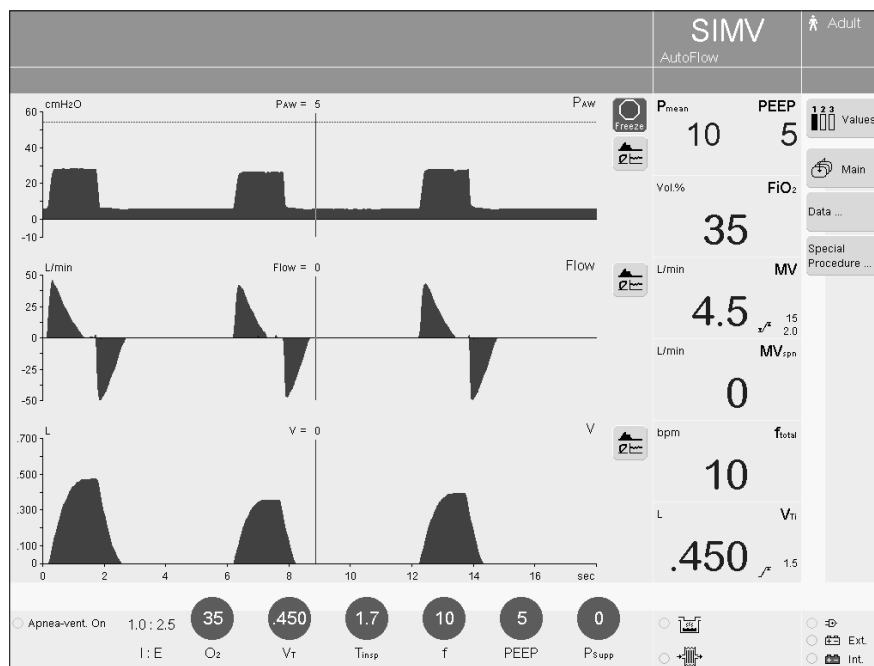 SIMV
AutoFlow
Adult
cmH2O
PAW = 5
PAW
60
40
20
0
-10
Freeze
Pmean
PEEP
10
5
1 2 3
Values
Main
Data ...
Special
Procedure ...
Vol.%
FiO2
35
L/min
Flow = 0
Flow
50
25
0
-25
-50
L/min
MV
4.5
15
2.0
L/min
MVspn
0
L
V = 0
V
.700
.500
.300
.100
0
0 2 4 6 8 10 12 14 16 sec
bpm
ftotal
10
L
VTi
.450
1.5
Apnea-vent. On
1.0 : 2.5
35
.450
1.7
10
5
0
I : E
O2
VT
Tinsp
f
PEEP
Psupp
Ext.
Int.